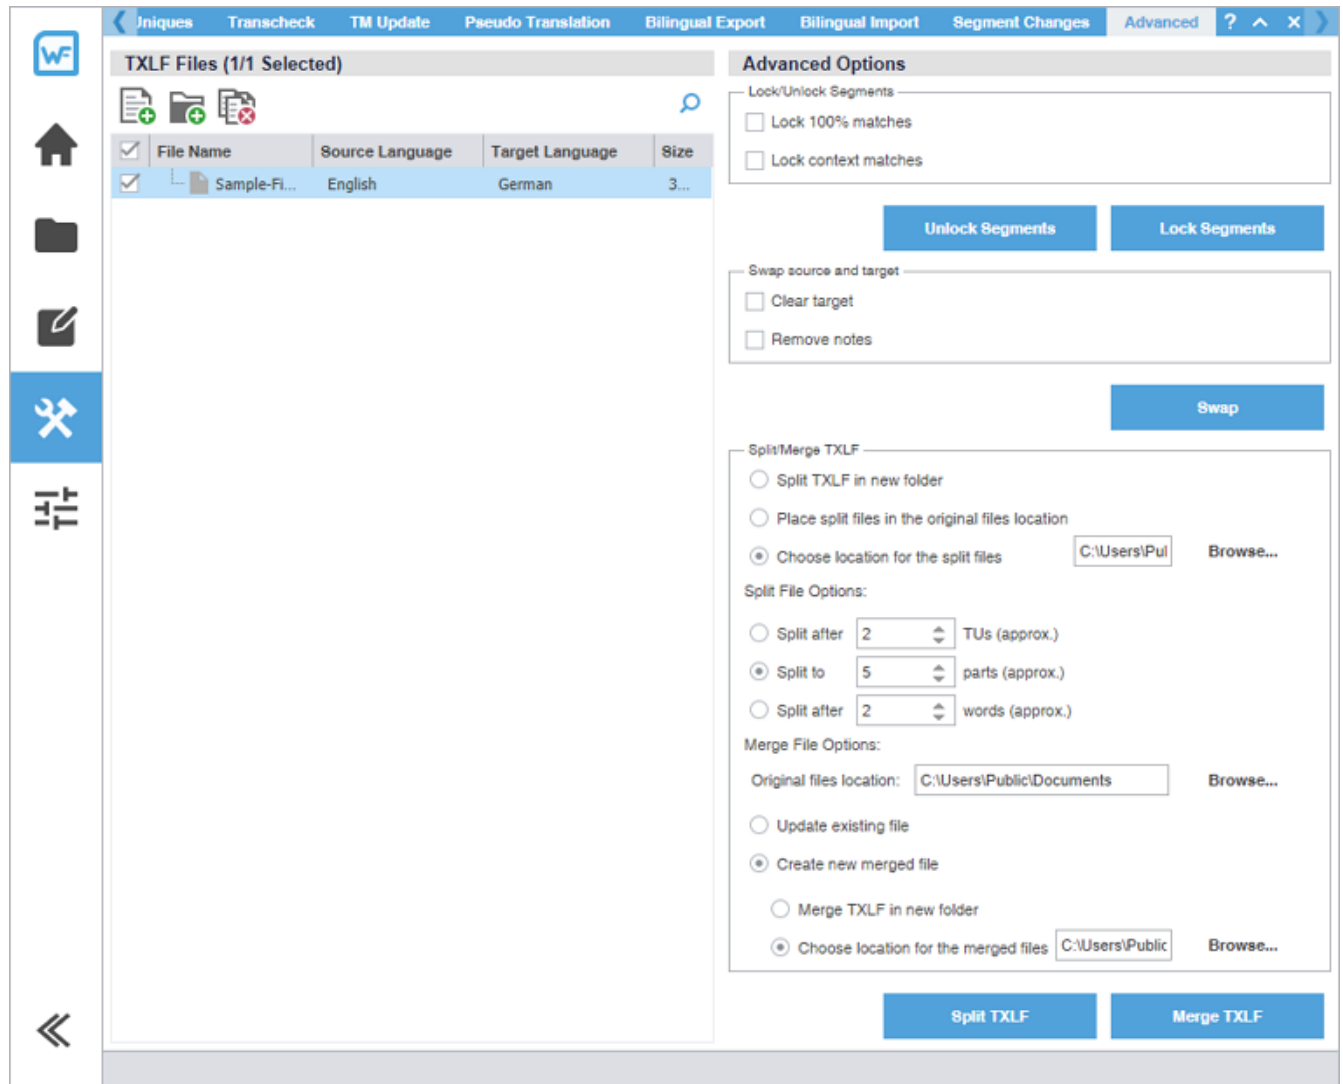 WF
Uniques Transcheck TM Update Pseudo Translation Bilingual Export Bilingual Import Segment Changes Advanced ?
TXLF Files (1/1 Selected)
File Name Source Language Target Language Size
Sample-Fi... English German 3...
Advanced Options
Lock/Unlock Segments
Lock 100% matches
Lock context matches
Unlock Segments Lock Segments
Swap source and target
Clear target
Remove notes
Swap
Split/Merge TXLF
Split TXLF in new folder
Place split files in the original files location
Choose location for the split files C:\Users\Pul Browse...
Split File Options:
Split after 2 TUs (approx.)
Split to 5 parts (approx.)
Split after 2 words (approx.)
Merge File Options:
Original files location: C:\Users\Public\Documents Browse...
Update existing file
Create new merged file
Merge TXLF in new folder
Choose location for the merged files C:\Users\Public Browse...
Split TXLF Merge TXLF